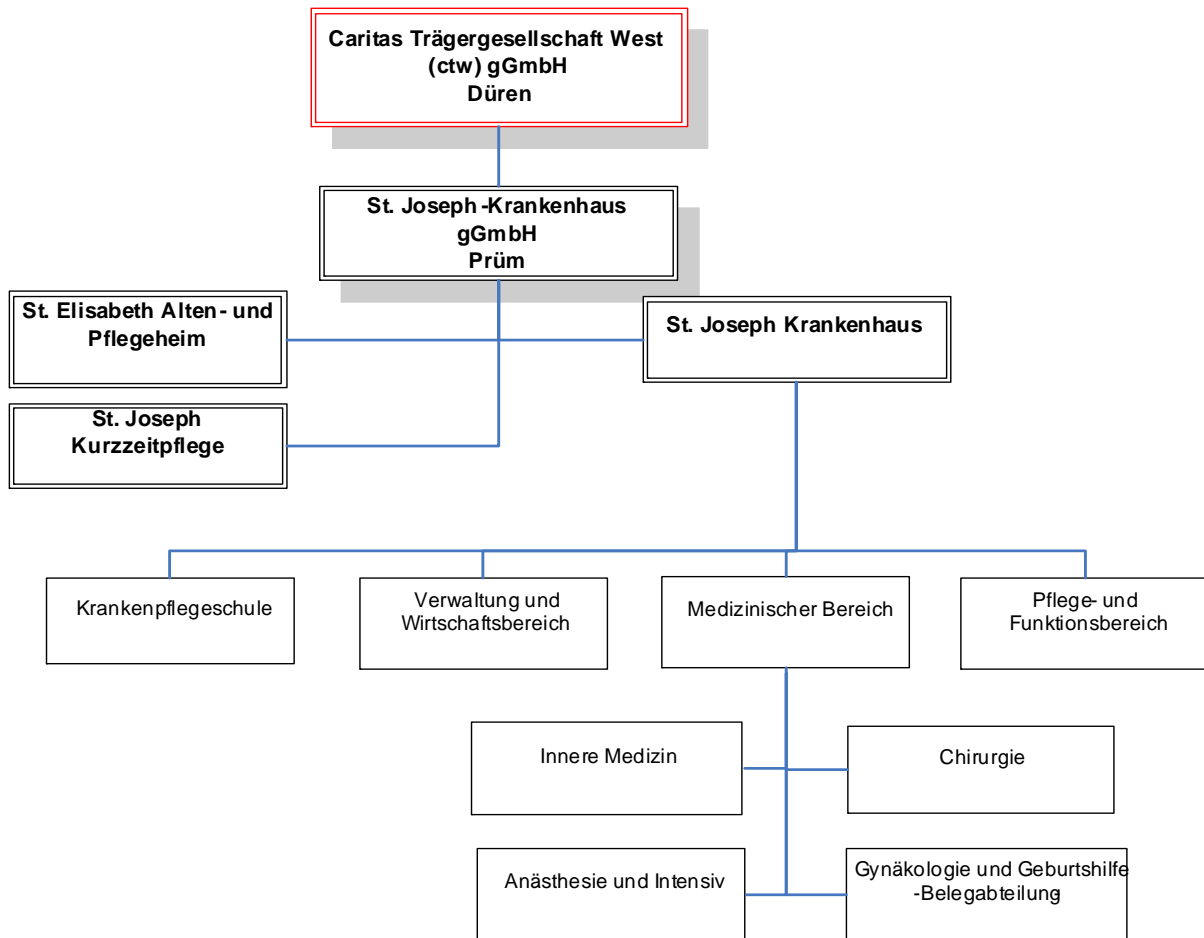 Caritas Trägergesellschaft West
(ctw) gGmbH
Düren
St. Joseph-Krankenhaus
gGmbH
Prüm
St. Elisabeth Alten- und
Pflegeheim
St. Joseph Krankenhaus
St. Joseph
Kurzzeitpflege
Krankenpflegeschule
Verwaltung und
Wirtschaftsbereich
Medizinischer Bereich
Pflege- und
Funktionsbereich
Innere Medizin
Chirurgie
Anästhesie und Intensiv
Gynäkologie und Geburtshilfe
-Belegabteilung-